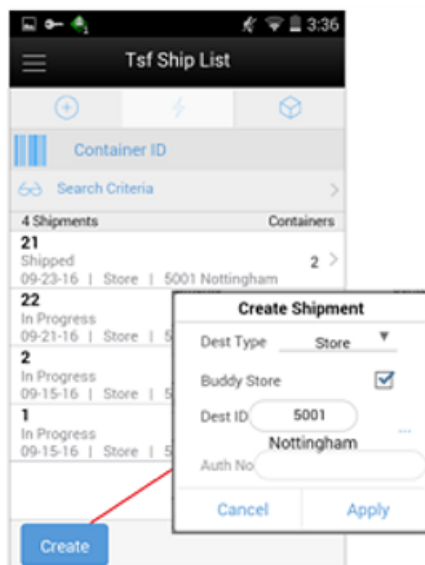 3:36
Tsf Ship List
Container ID
Search Criteria
4 Shipments Containers
21
Shipped 2
09-23-16 | Store | 5001 Nottingham
22
In Progress
09-21-16 | Store | 5
2
In Progress
09-15-16 | Store | 5
1
In Progress
09-15-16 | Store | 5
Create
Create Shipment
Dest Type Store
Buddy Store
Dest ID 5001
Nottingham
...
Auth No
Cancel Apply